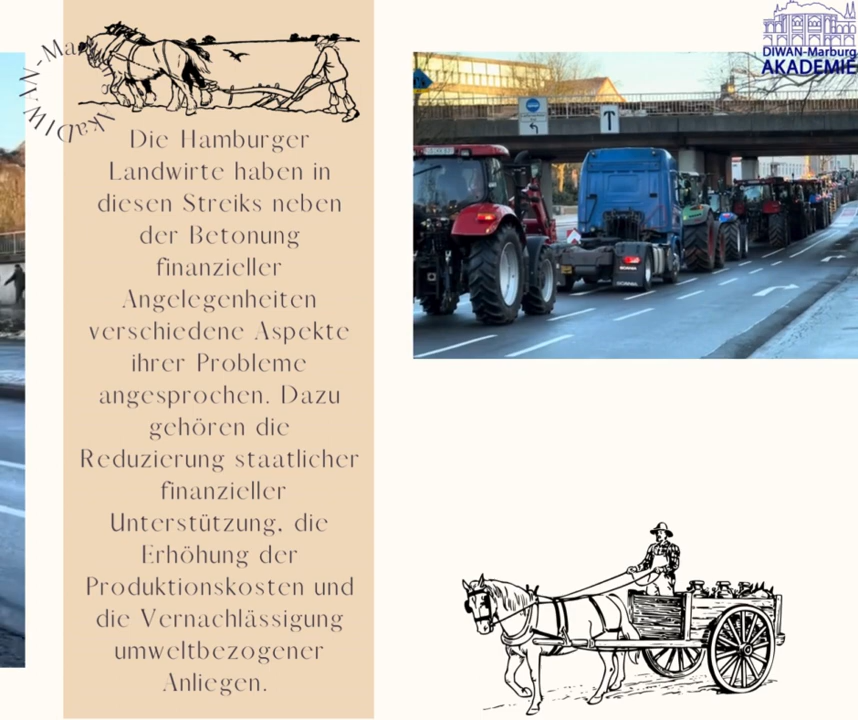 DIWAN-Marburg
AKADEMIE
Die Hamburger
Landwirte haben in
diesen Streiks neben
der Betonung
finanzieller
Angelegenheiten
verschiedene Aspekte
ihrer Probleme
angesprochen. Dazu
gehören die
Reduzierung staatlicher
finanzieller
Unterstützung, die
Erhöhung der
Produktionskosten und
die Vernachlässigung
umweltbezogener
Anliegen.
SCANIA